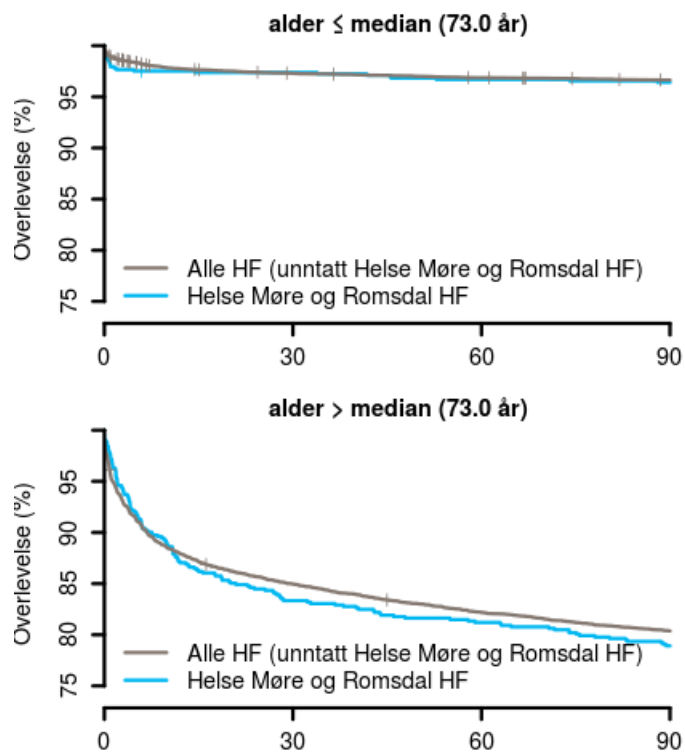 alder ≤ median (73.0 år)
Overlevelse (%)
95
90
85
80
75
Alle HF (unntatt Helse Møre og Romsdal HF)
Helse Møre og Romsdal HF
0 30 60 90
alder > median (73.0 år)
Overlevelse (%)
95
90
85
80
75
Alle HF (unntatt Helse Møre og Romsdal HF)
Helse Møre og Romsdal HF
0 30 60 90